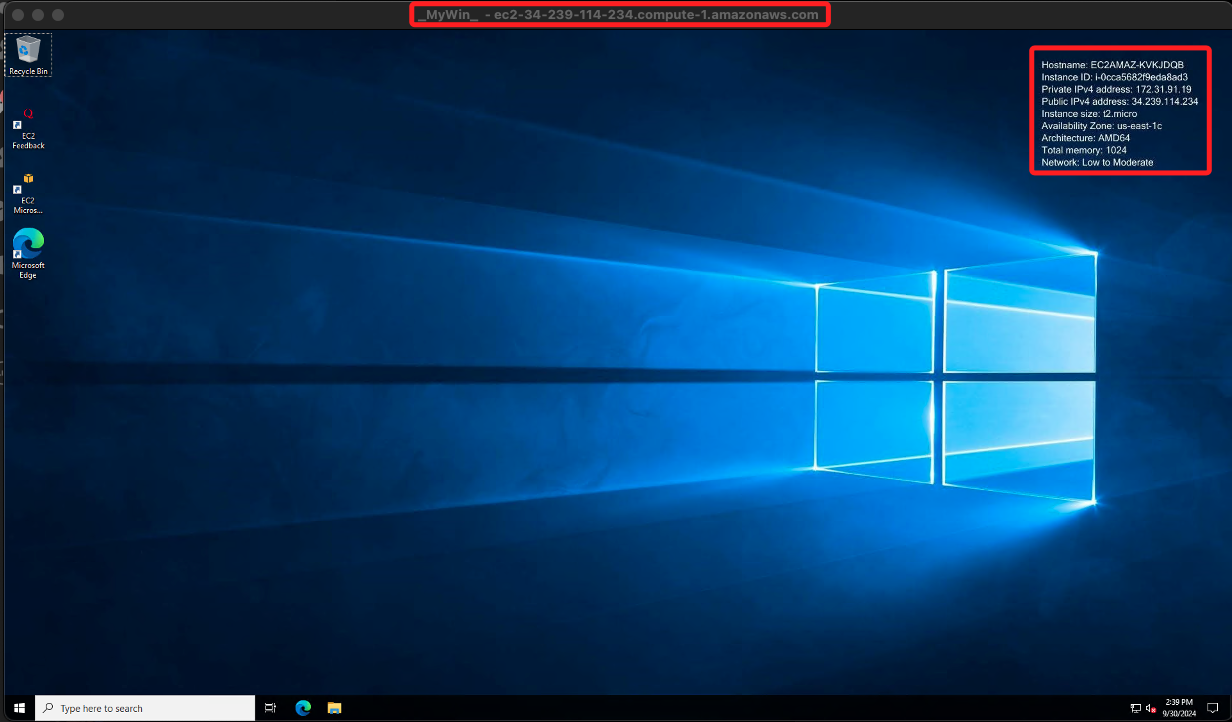 _MyWin_ - ec2-34-239-114-234.compute-1.amazonaws.com
Recycle Bin
EC2
Feedback
EC2
Micros...
Microsoft
Edge
Hostname: EC2AMAZ-KVKJDQB
Instance ID: i-0cca5682f9eda8ad3
Private IPv4 address: 172.31.91.19
Public IPv4 address: 34.239.114.234
Instance size: t2.micro
Availability Zone: us-east-1c
Architecture: AMD64
Total memory: 1024
Network: Low to Moderate
Type here to search
2:39 PM
9/30/2024